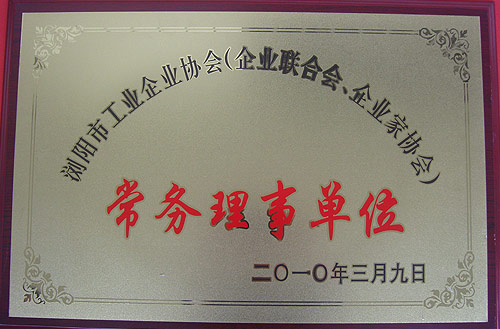 浏阳市工业企业协会(企业联合会、企业家协会)
常务理事单位
二〇一〇年三月九日